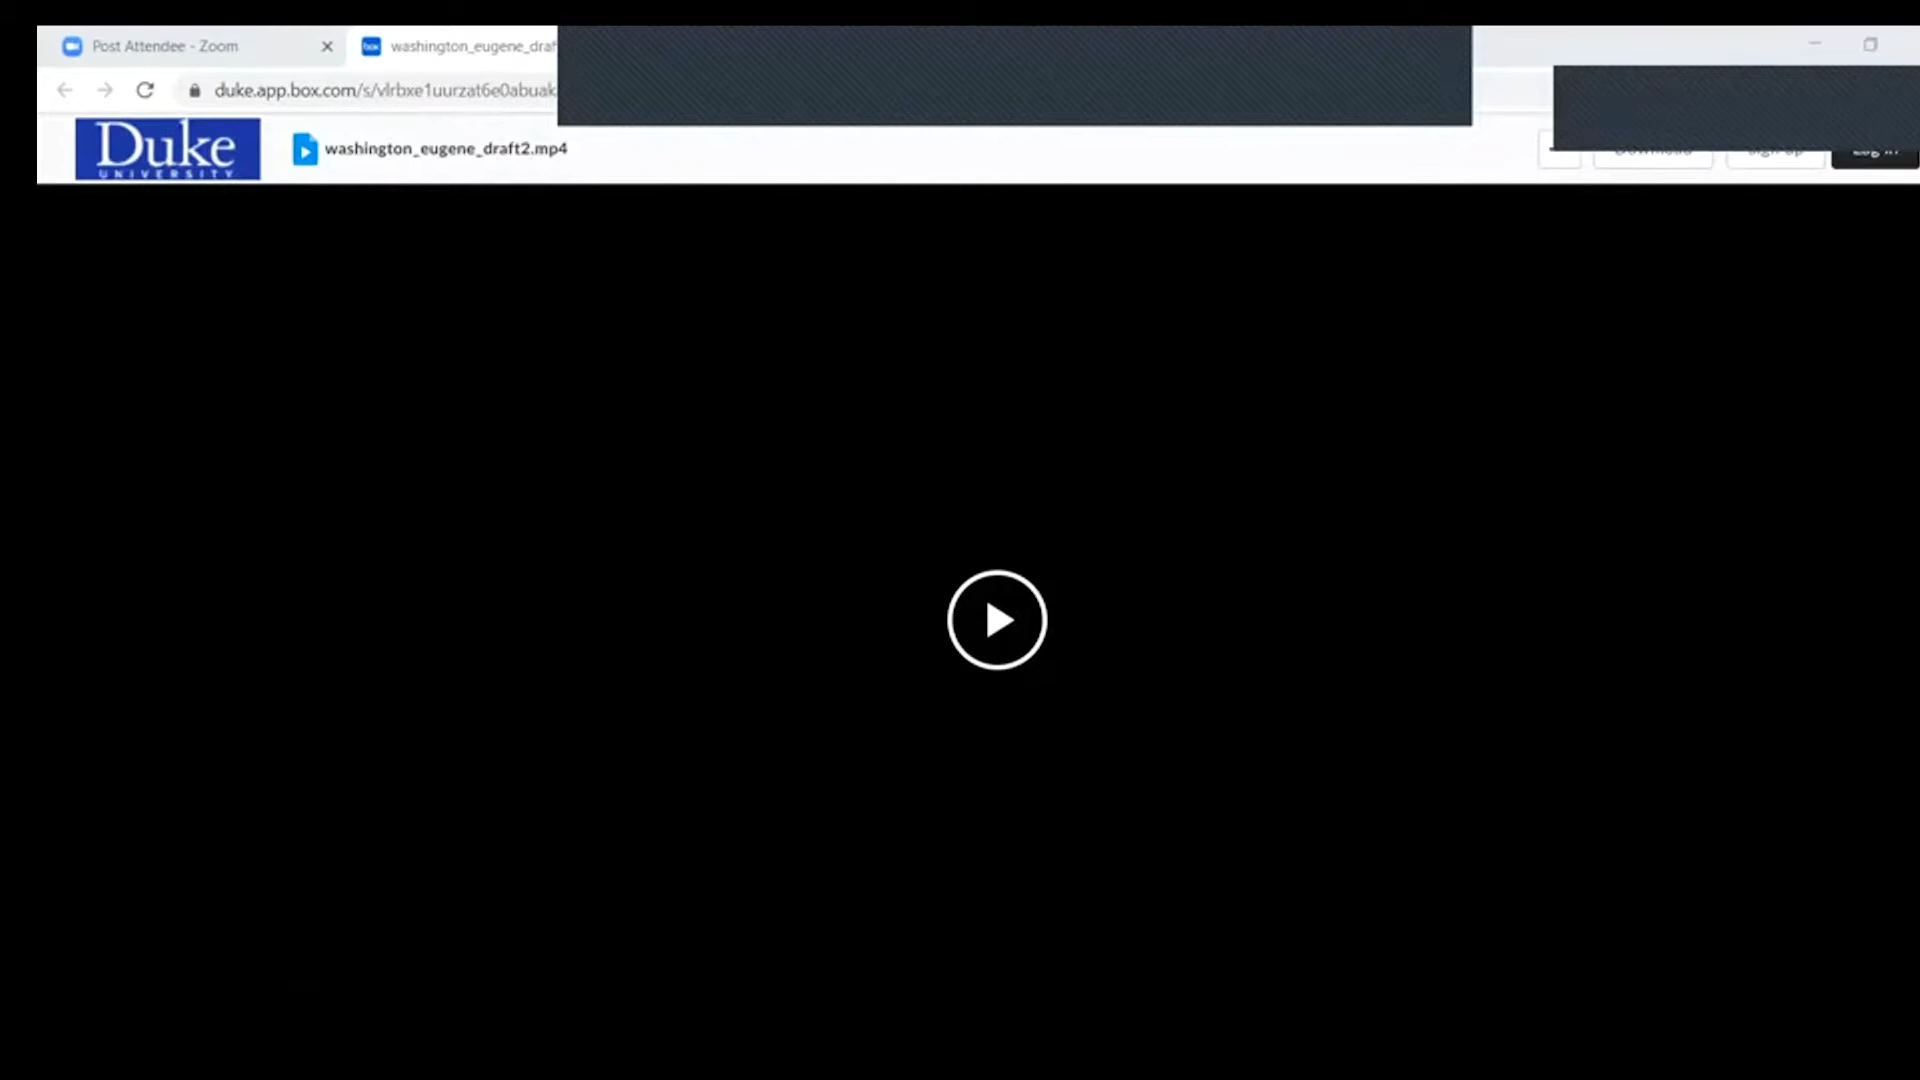 Post Attendee - Zoom
washington_eugene_draf
duke.app.box.com/s/vlrbxe1uurzat6e0abuak
Duke
UNIVERSITY
washington_eugene_draft2.mp4